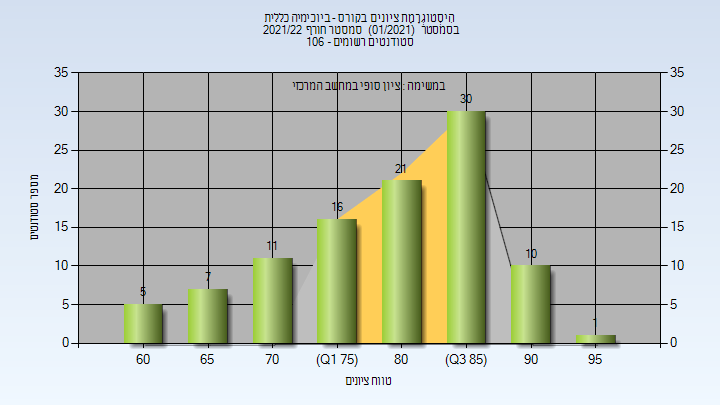 היסטוגרמת ציונים בקורס - ביוכימיה כללית
בסמסטר (01/2021) סמסטר חורף 2021/22
סטודנטים רשומים - 106
במשימה : ציון סופי במחשב המרכזי
35 35
30 30
25 25
20 20
15 15
10 10
5 5
0 0
5 7 11 16 21 30 10 1
מספר סטודנטים
60 65 70 (Q1 75) 80 (Q3 85) 90 95
טווח ציונים